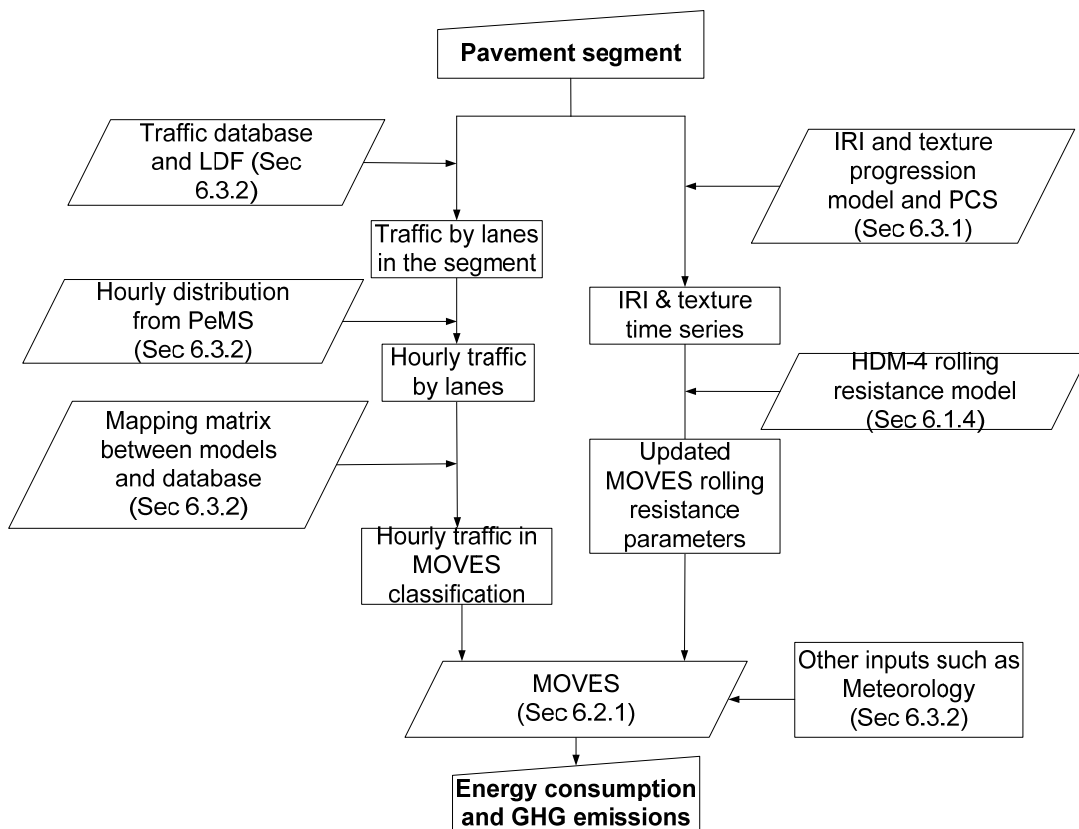 Pavement segment
Traffic database
and LDF (Sec
6.3.2)
IRI and texture
progression
model and PCS
(Sec 6.3.1)
Traffic by lanes
in the segment
Hourly distribution
from PeMS
(Sec 6.3.2)
IRI & texture
time series
Hourly traffic
by lanes
HDM-4 rolling
resistance model
(Sec 6.1.4)
Mapping matrix
between models
and database
(Sec 6.3.2)
Updated
MOVES rolling
resistance
parameters
Hourly traffic in
MOVES
classification
MOVES
(Sec 6.2.1)
Other inputs such as
Meteorology
(Sec 6.3.2)
Energy consumption
and GHG emissions